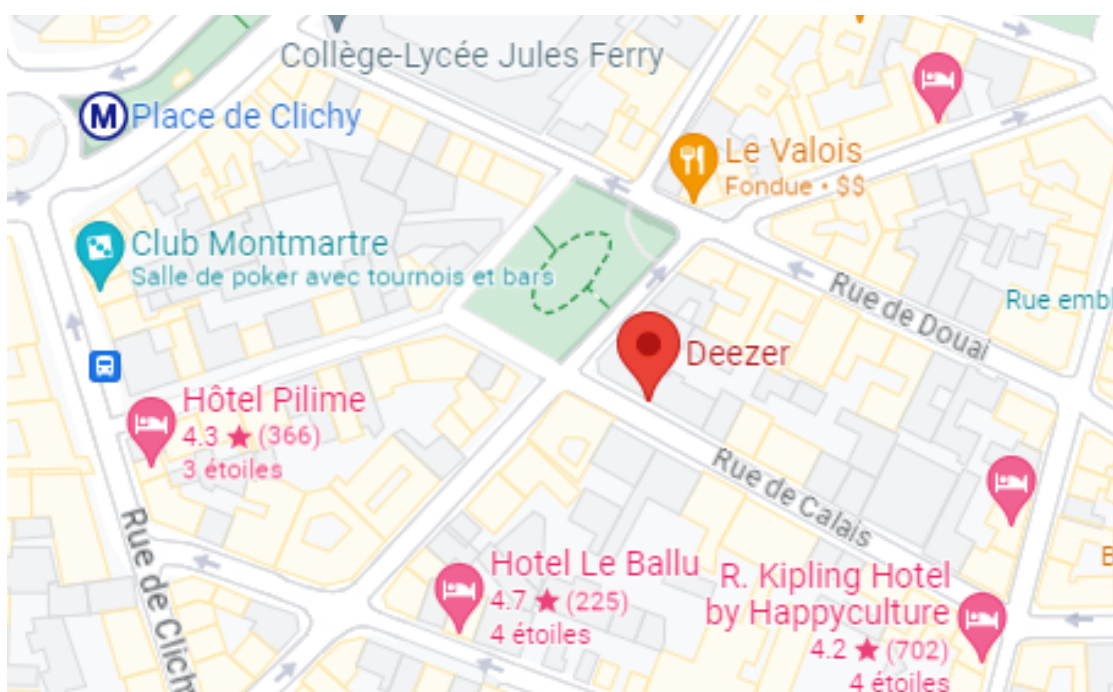 Collège-Lycée Jules Ferry
M
Place de Clichy
Le Valois
Fondue • $$
Club Montmartre
Salle de poker avec tournois et bars
Rue de Douai
Rue
Deezer
Hôtel Pilime
4.3 ★ (366)
3 étoiles
Rue de Calais
Rue de
Hotel Le Ballu
4.7 ★ (225)
4 étoiles
R. Kipling Hotel
by Happyculture
4.2 ★ (702)
4 étoiles